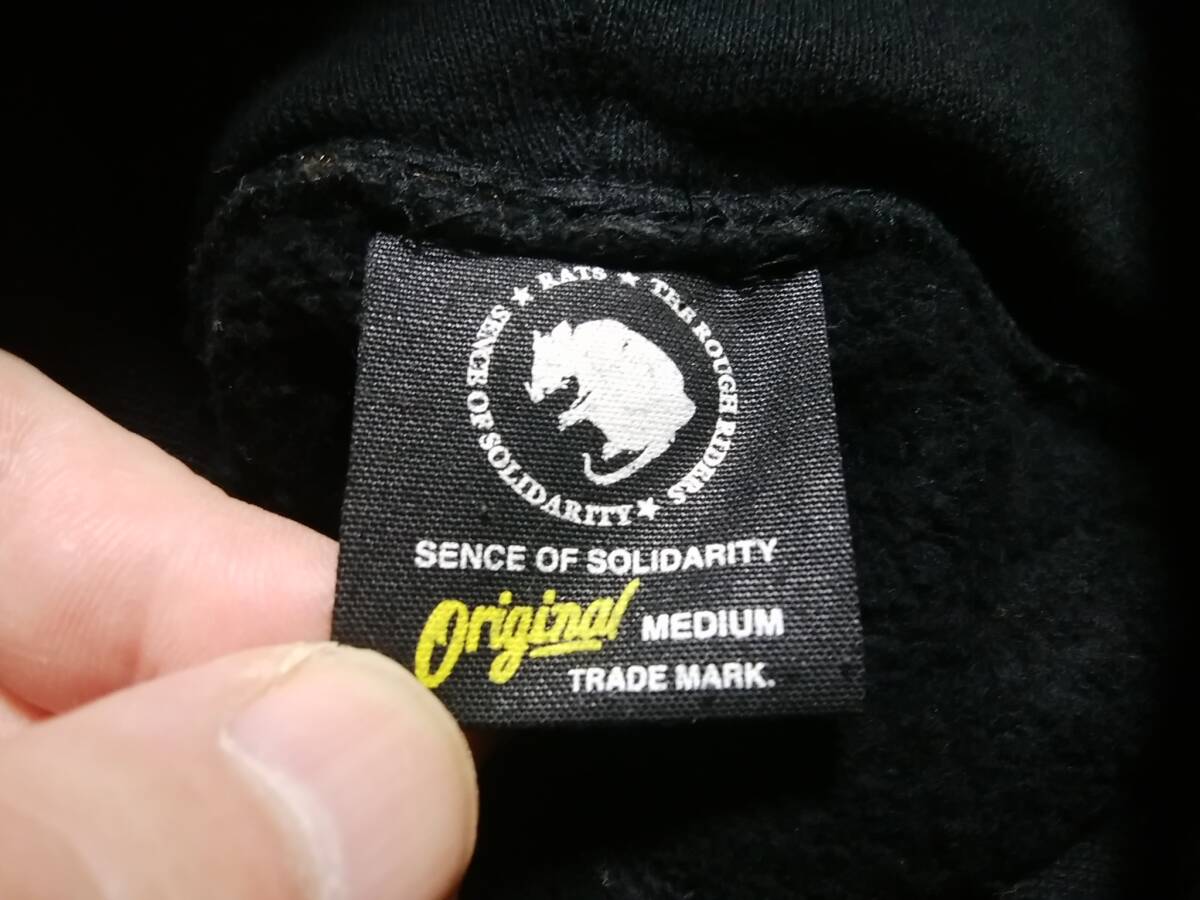 ★ RATS ★ THE ROUGH RIDERS ★ SENCE OF SOLIDARITY
SENCE OF SOLIDARITY
Original MEDIUM
TRADE MARK.